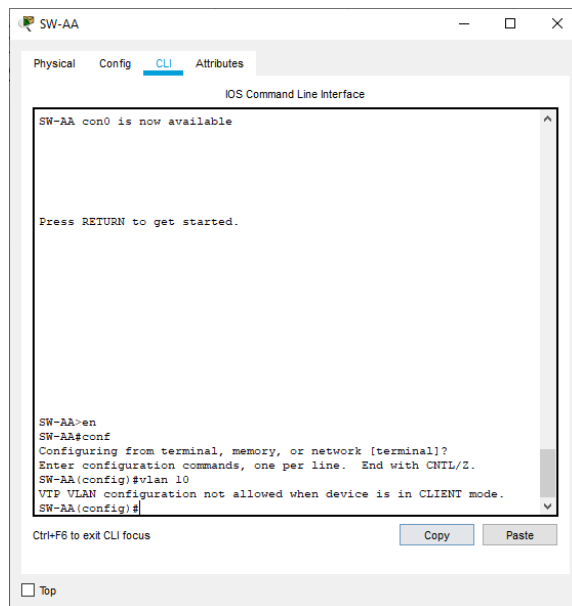 SW-AA
Physical Config CLI Attributes
IOS Command Line Interface
SW-AA con0 is now available
Press RETURN to get started.
SW-AA>en
SW-AA#conf
Configuring from terminal, memory, or network [terminal]?
Enter configuration commands, one per line. End with CNTL/Z.
SW-AA(config)#vlan 10
VTP VLAN configuration not allowed when device is in CLIENT mode.
SW-AA(config)#
Ctrl+F6 to exit CLI focus
Copy Paste
Top